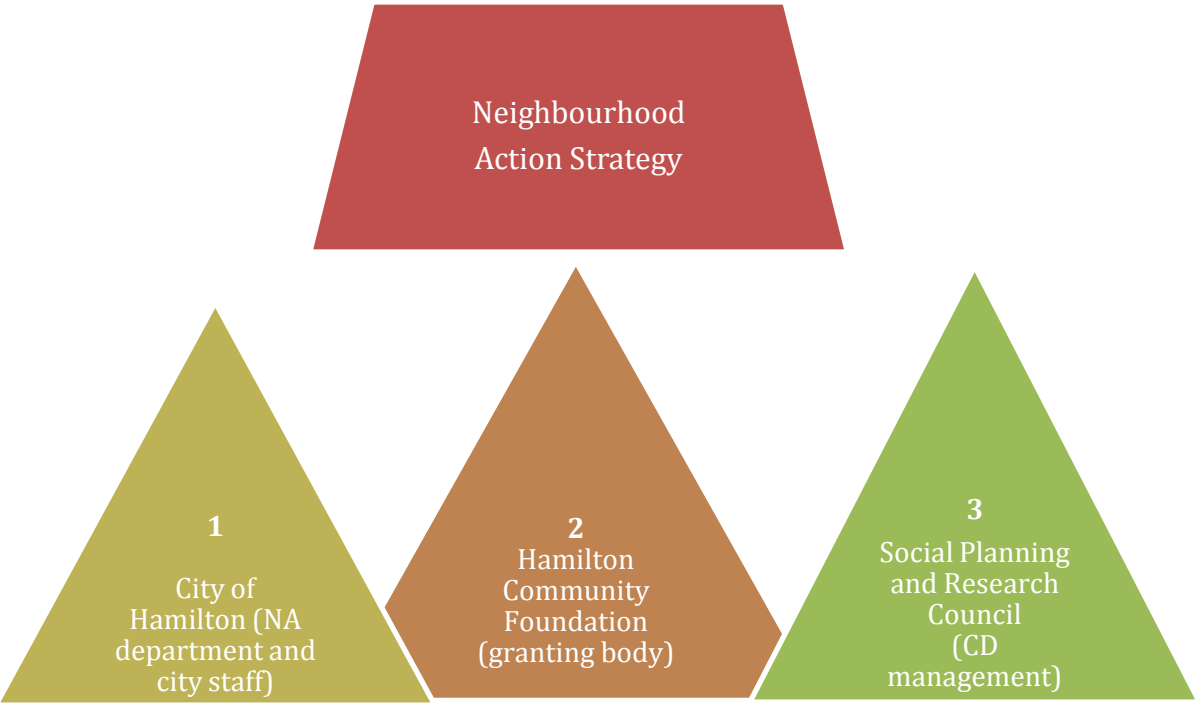 Neighbourhood
Action Strategy
1
City of
Hamilton (NA
department and
city staff)
2
Hamilton
Community
Foundation
(granting body)
3
Social Planning
and Research
Council
(CD
management)